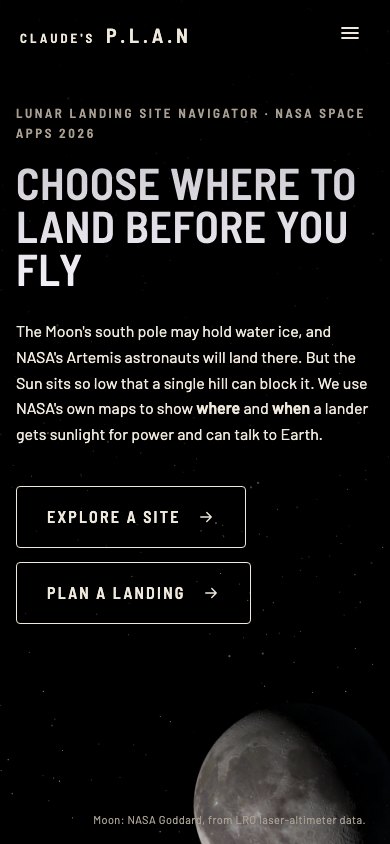 CLAUDE'S P.L.A.N
LUNAR LANDING SITE NAVIGATOR · NASA SPACE
APPS 2026
CHOOSE WHERE TO
LAND BEFORE YOU
FLY
The Moon's south pole may hold water ice, and
NASA's Artemis astronauts will land there. But the
Sun sits so low that a single hill can block it. We use
NASA's own maps to show where and when a lander
gets sunlight for power and can talk to Earth.
EXPLORE A SITE →
PLAN A LANDING →
Moon: NASA Goddard, from LRO laser-altimeter data.